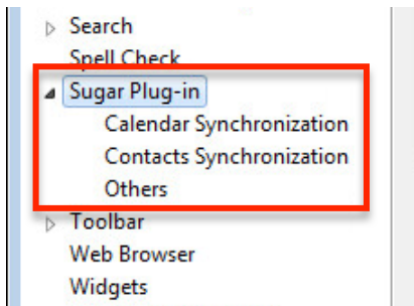 Search
Spell Check
Sugar Plug-in
Calendar Synchronization
Contacts Synchronization
Others
Toolbar
Web Browser
Widgets